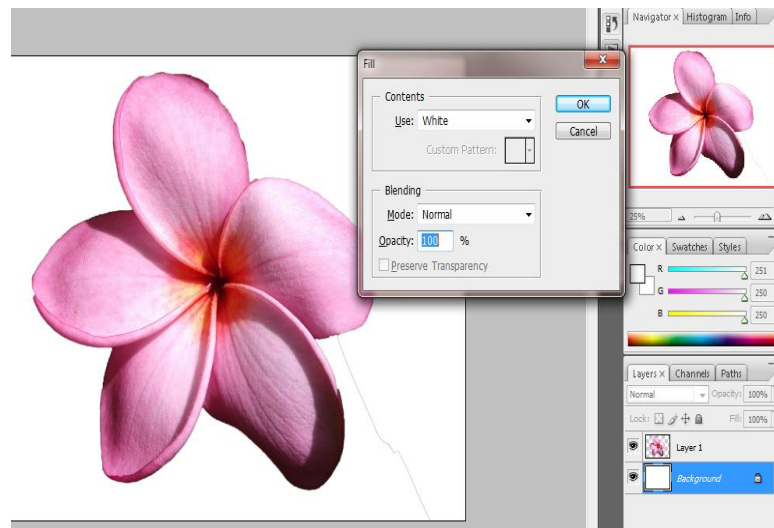 Navigator × Histogram Info
Fill
Contents
Use: White
Custom Pattern:
OK
Cancel
Blending
Mode: Normal
Opacity: 100 %
Preserve Transparency
25%
Color × Swatches Styles
R 251
G 250
B 250
Layers × Channels Paths
Normal Opacity: 100%
Lock: Fill: 100%
Layer 1
Background